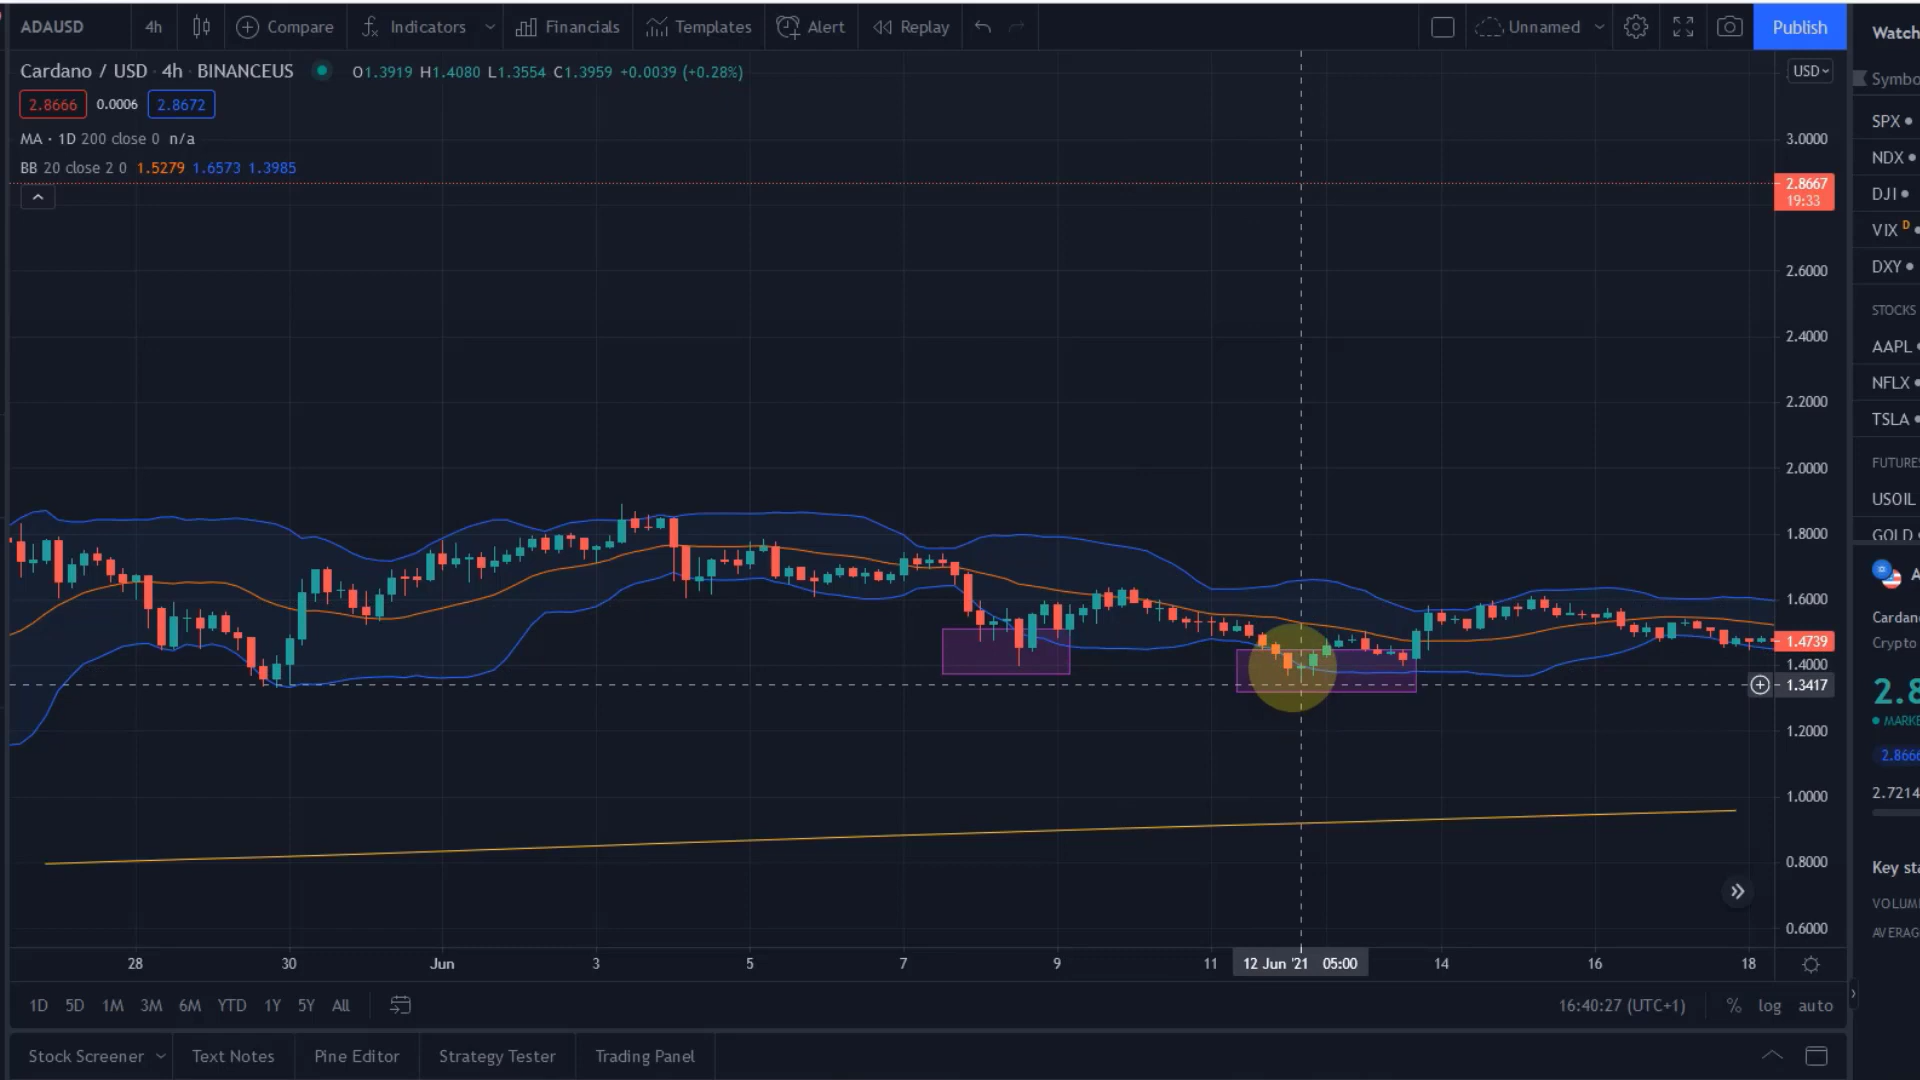 ADAUSD 4h Compare Indicators Financials Templates Alert Replay Unnamed Publish
Cardano / USD · 4h · BINANCEUS O1.3919 H1.4080 L1.3554 C1.3959 +0.0039 (+0.28%)
USD
2.8666 0.0006 2.8672
MA · 1D 200 close 0 n/a
BB 20 close 2 0 1.5279 1.6573 1.3985
3.0000
2.8667
19:33
2.6000
2.4000
2.2000
2.0000
1.8000
1.6000
1.4739
1.4000
1.3417
1.2000
1.0000
0.8000
0.6000
28 30 Jun 3 5 7 9 11 12 Jun '21 05:00 14 16 18
1D 5D 1M 3M 6M YTD 1Y 5Y All 16:40:27 (UTC+1) % log auto
Stock Screener Text Notes Pine Editor Strategy Tester Trading Panel
Watch
Symbo
SPX
NDX
DJI
VIX D
DXY
STOCKS
AAPL
NFLX
TSLA
FUTURES
USOIL
GOLD
A
Cardano
Crypto
2.8
MARKE
2.8666
2.7214
Key sta
VOLUM
AVERAG